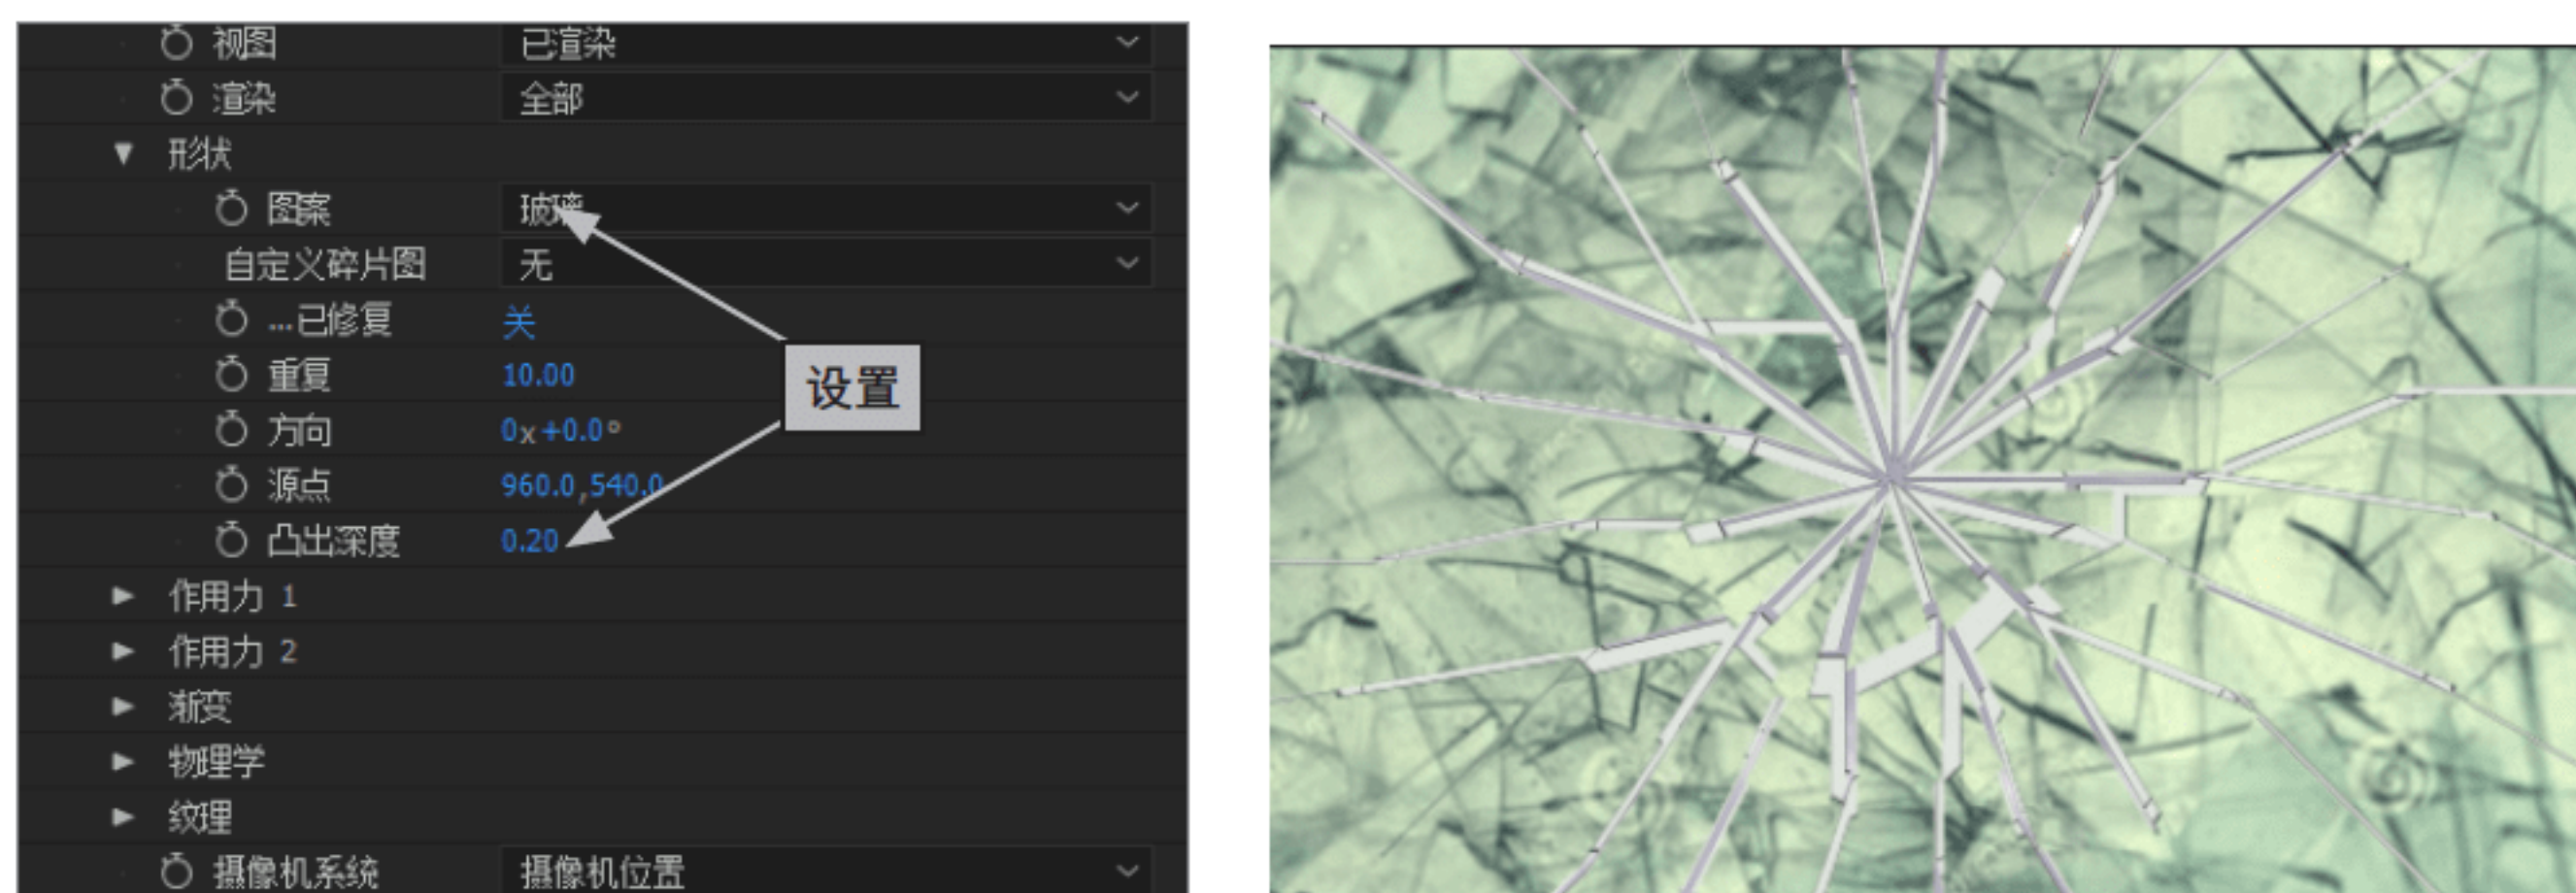 视图 已渲染
渲染 全部
形状
图案 玻璃
自定义碎片图 无
...已修复 关
重复 10.00
设置
方向 0x+0.0°
源点 960.0,540.0
凸出深度 0.20
作用力 1
作用力 2
渐变
物理学
纹理
摄像机系统 摄像机位置